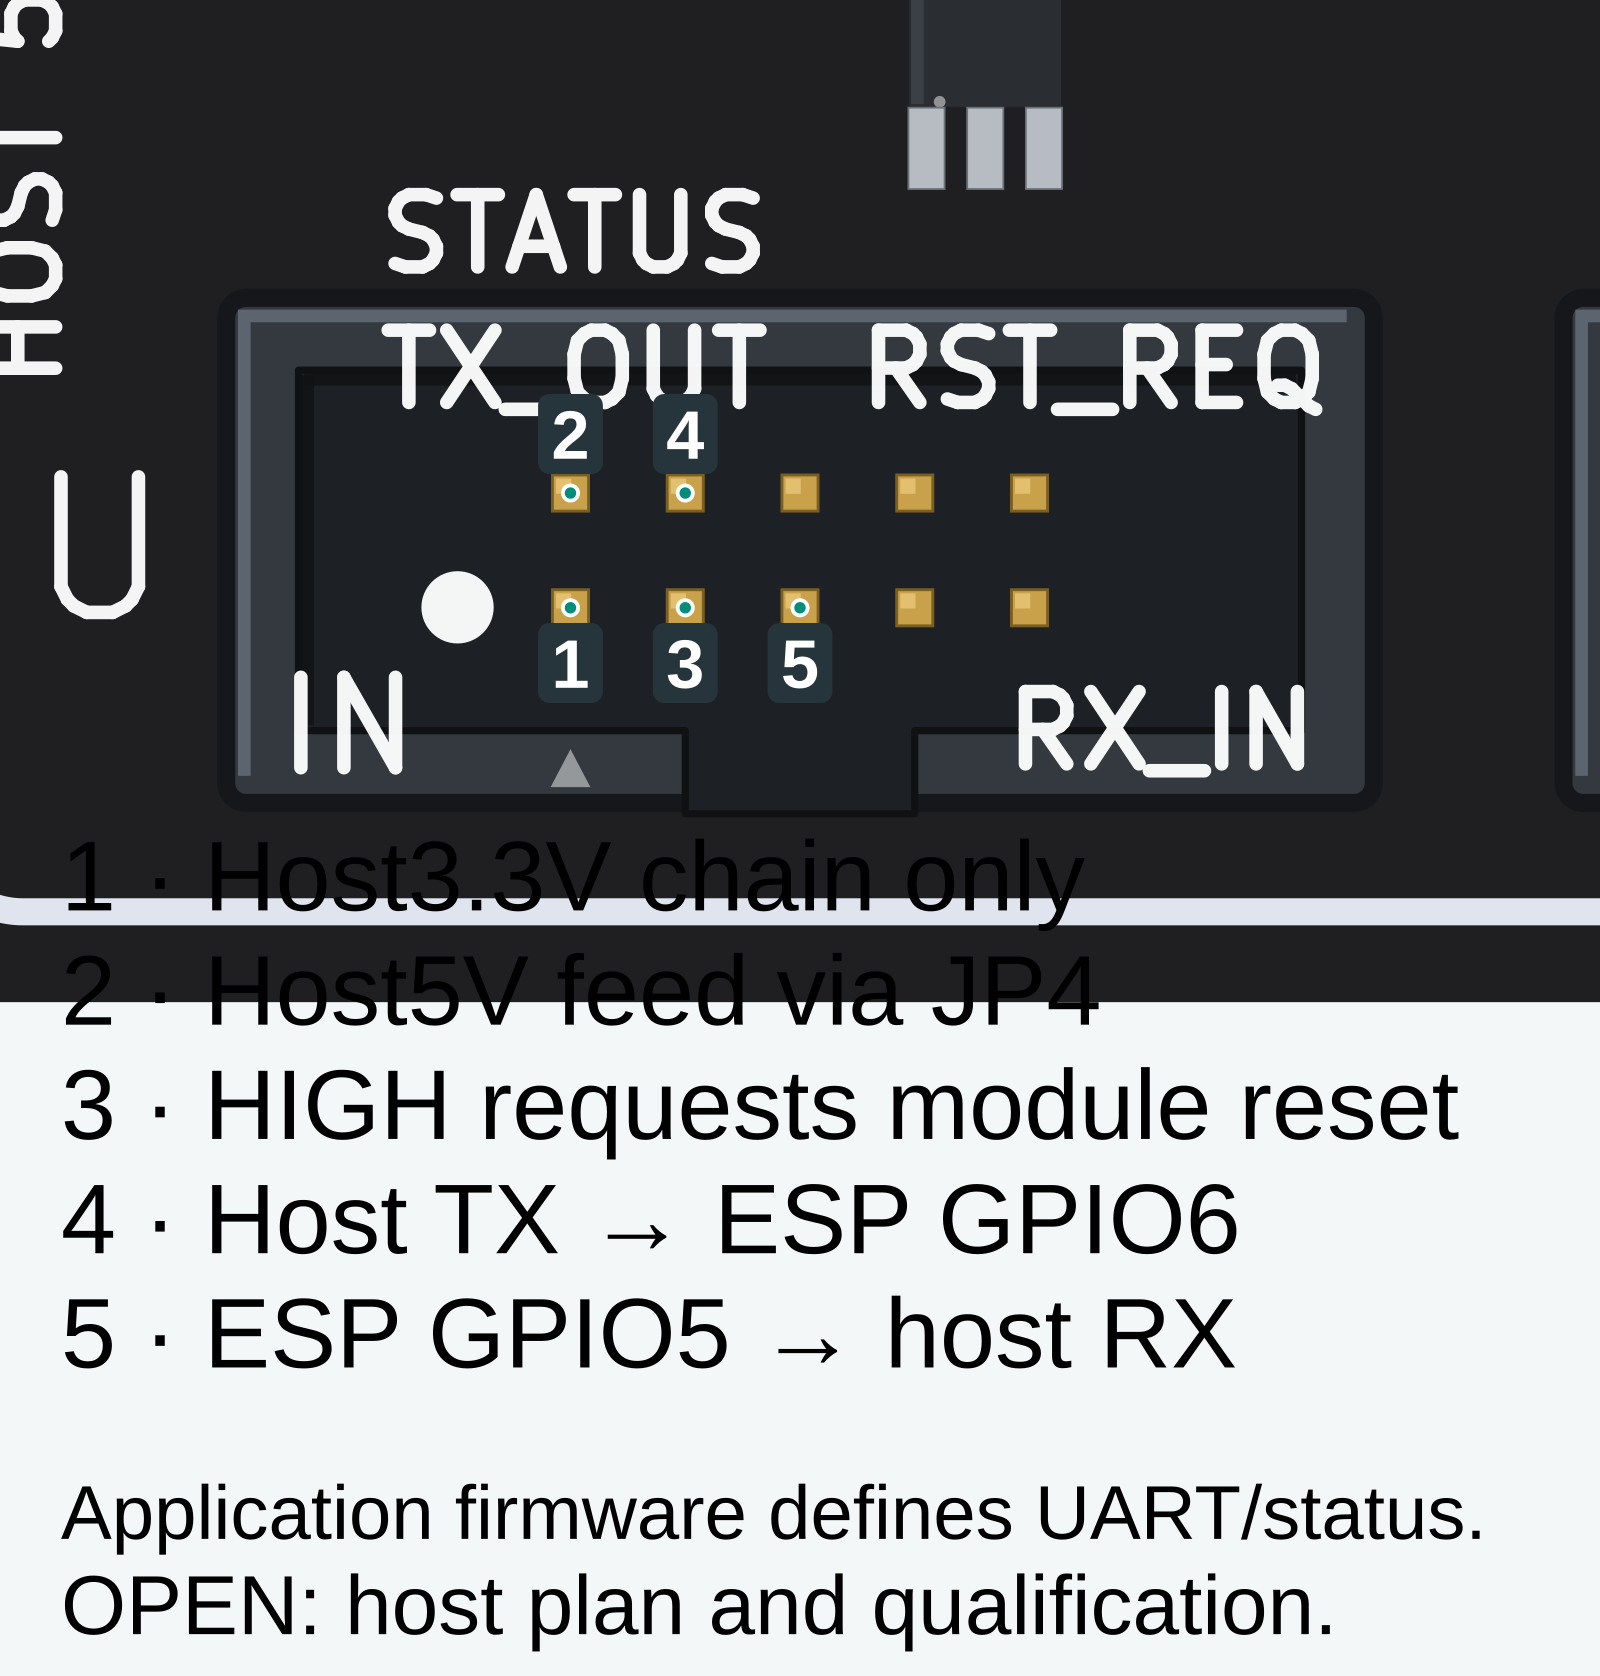 HOST 5
STATUS
TX_OUT RST_REQ
2 4
U
1 3 5
IN RX_IN
1 · Host3.3V chain only
2 · Host5V feed via JP4
3 · HIGH requests module reset
4 · Host TX → ESP GPIO6
5 · ESP GPIO5 → host RX
Application firmware defines UART/status.
OPEN: host plan and qualification.